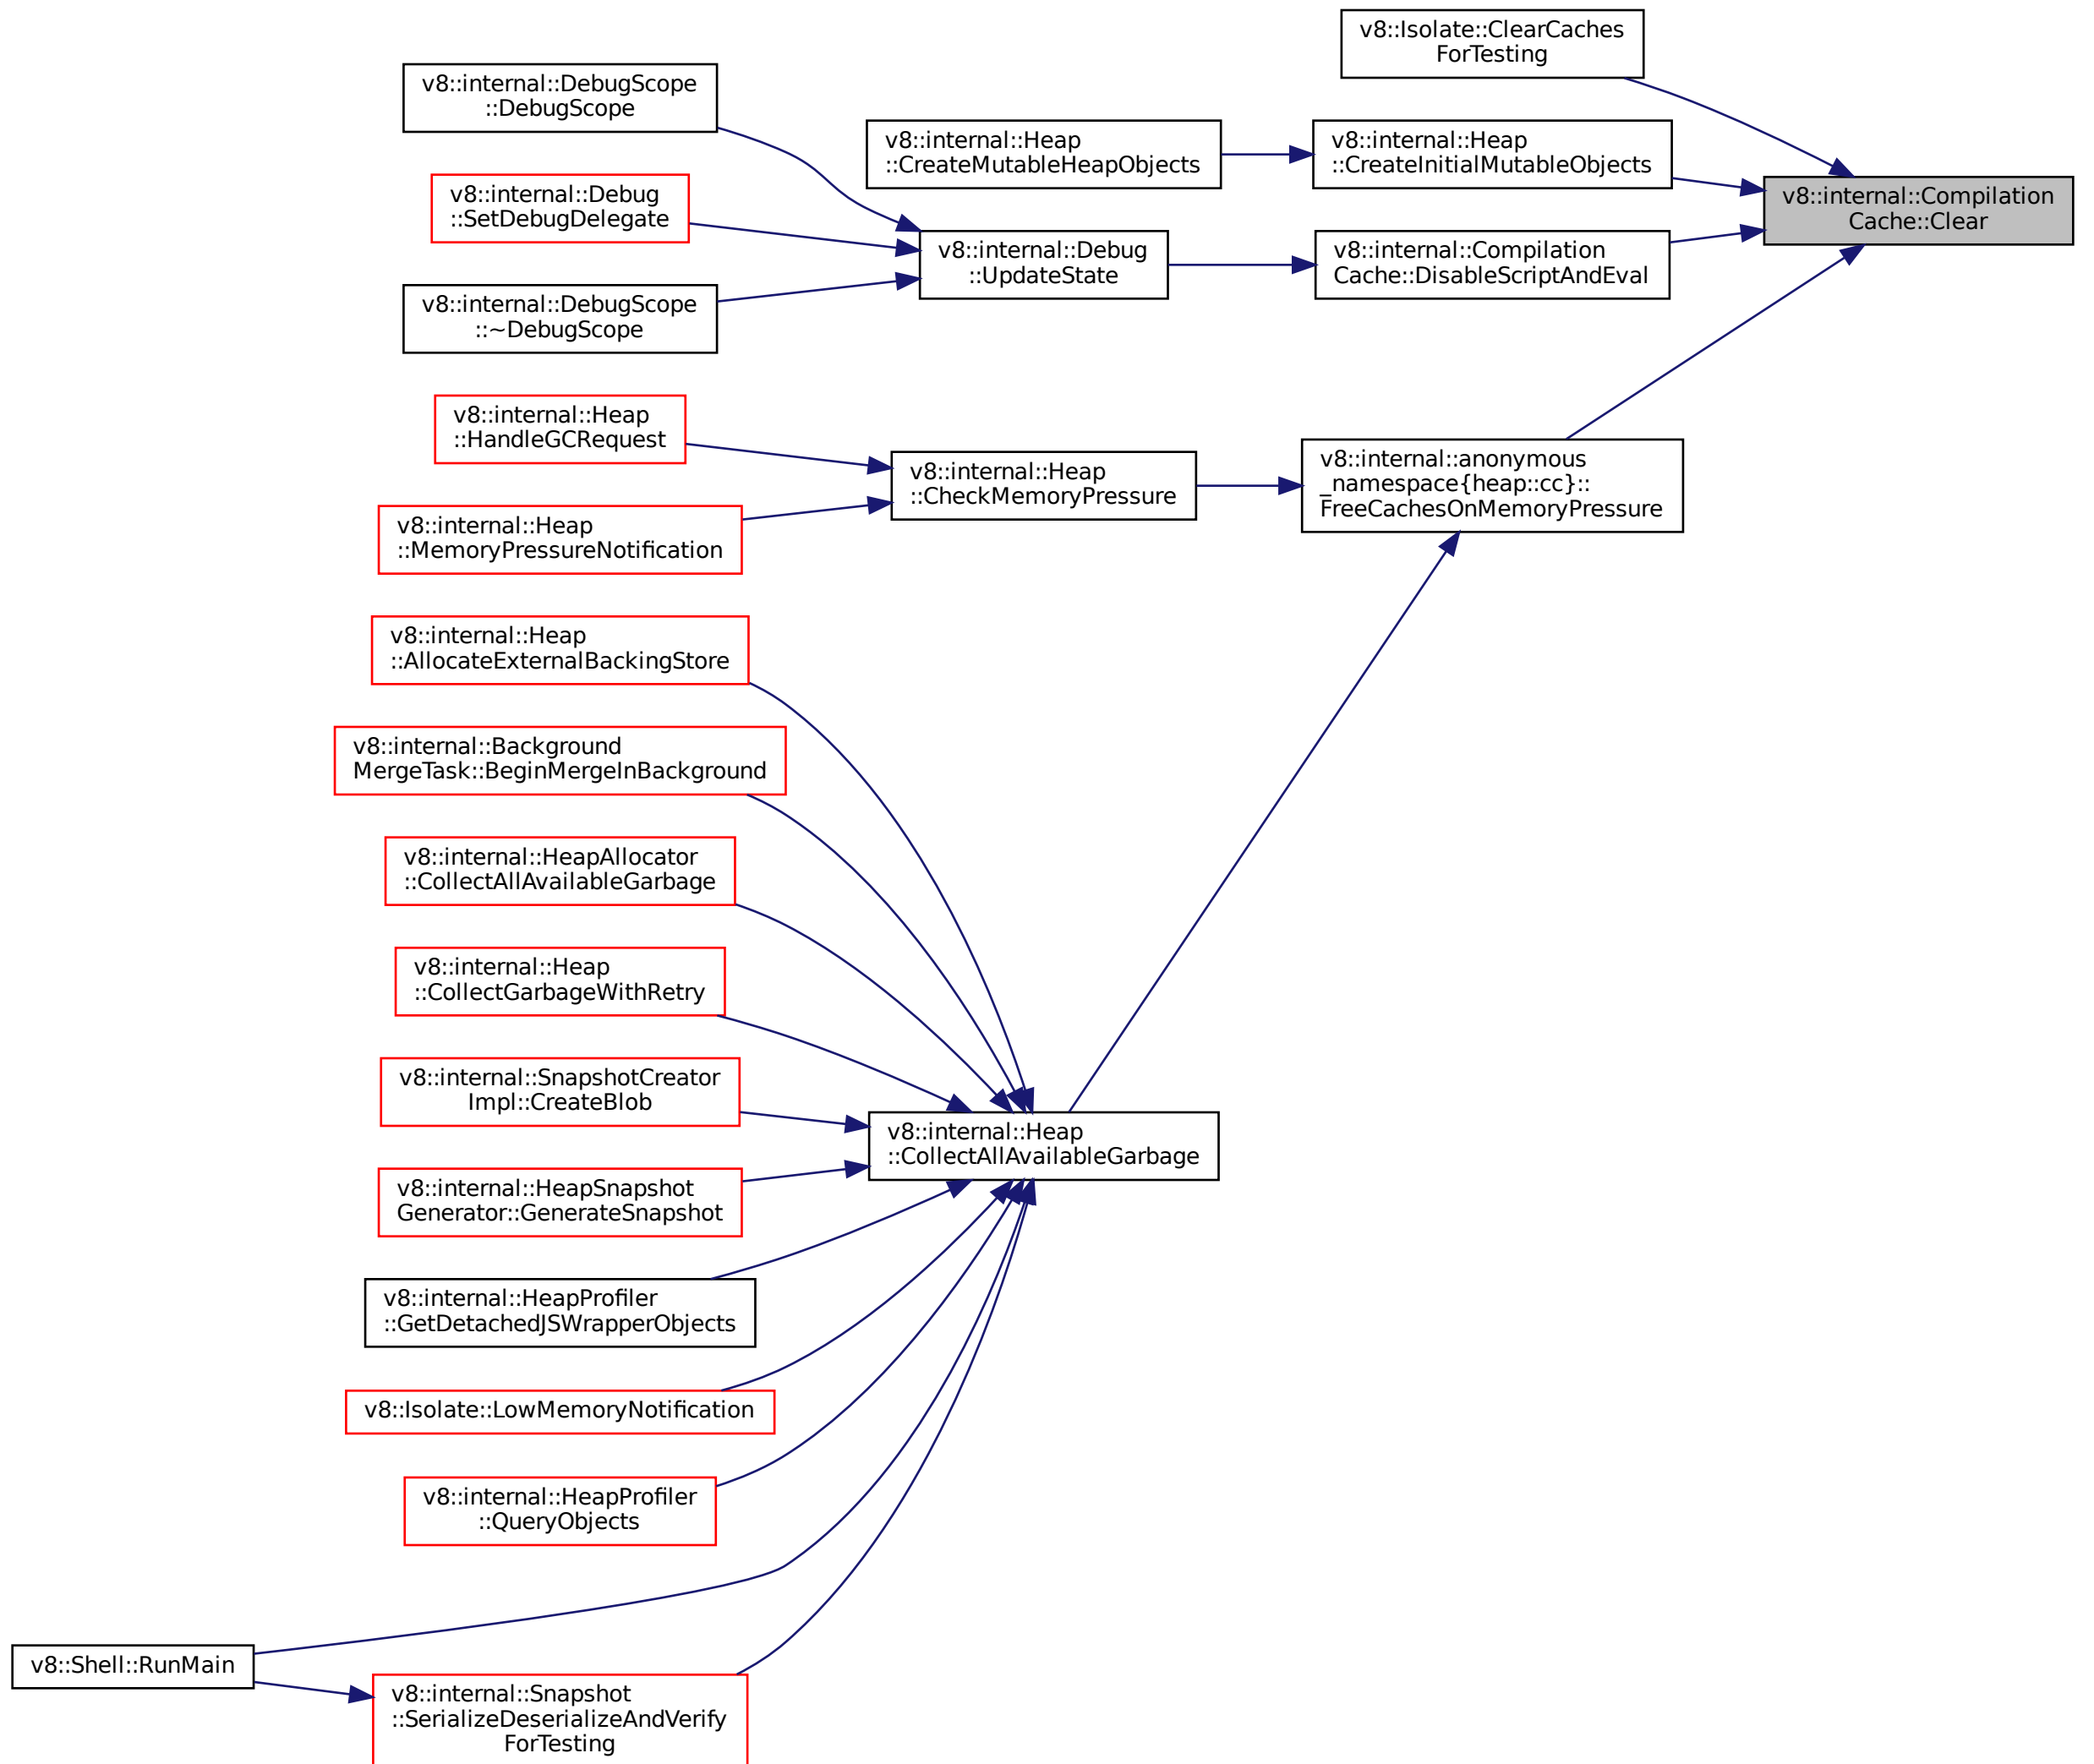 v8::Isolate::ClearCaches
ForTesting
v8::internal::DebugScope
::DebugScope
v8::internal::Heap
::CreateMutableHeapObjects
v8::internal::Heap
::CreateInitialMutableObjects
v8::internal::Debug
::SetDebugDelegate
v8::internal::Compilation
Cache::Clear
v8::internal::Debug
::UpdateState
v8::internal::Compilation
Cache::DisableScriptAndEval
v8::internal::DebugScope
::~DebugScope
v8::internal::Heap
::HandleGCRequest
v8::internal::Heap
::CheckMemoryPressure
v8::internal::anonymous
_namespace{heap::cc}::
FreeCachesOnMemoryPressure
v8::internal::Heap
::MemoryPressureNotification
v8::internal::Heap
::AllocateExternalBackingStore
v8::internal::Background
MergeTask::BeginMergeInBackground
v8::internal::HeapAllocator
::CollectAllAvailableGarbage
v8::internal::Heap
::CollectGarbageWithRetry
v8::internal::SnapshotCreator
Impl::CreateBlob
v8::internal::Heap
::CollectAllAvailableGarbage
v8::internal::HeapSnapshot
Generator::GenerateSnapshot
v8::internal::HeapProfiler
::GetDetachedJSWrapperObjects
v8::Isolate::LowMemoryNotification
v8::internal::HeapProfiler
::QueryObjects
v8::Shell::RunMain
v8::internal::Snapshot
::SerializeDeserializeAndVerify
ForTesting